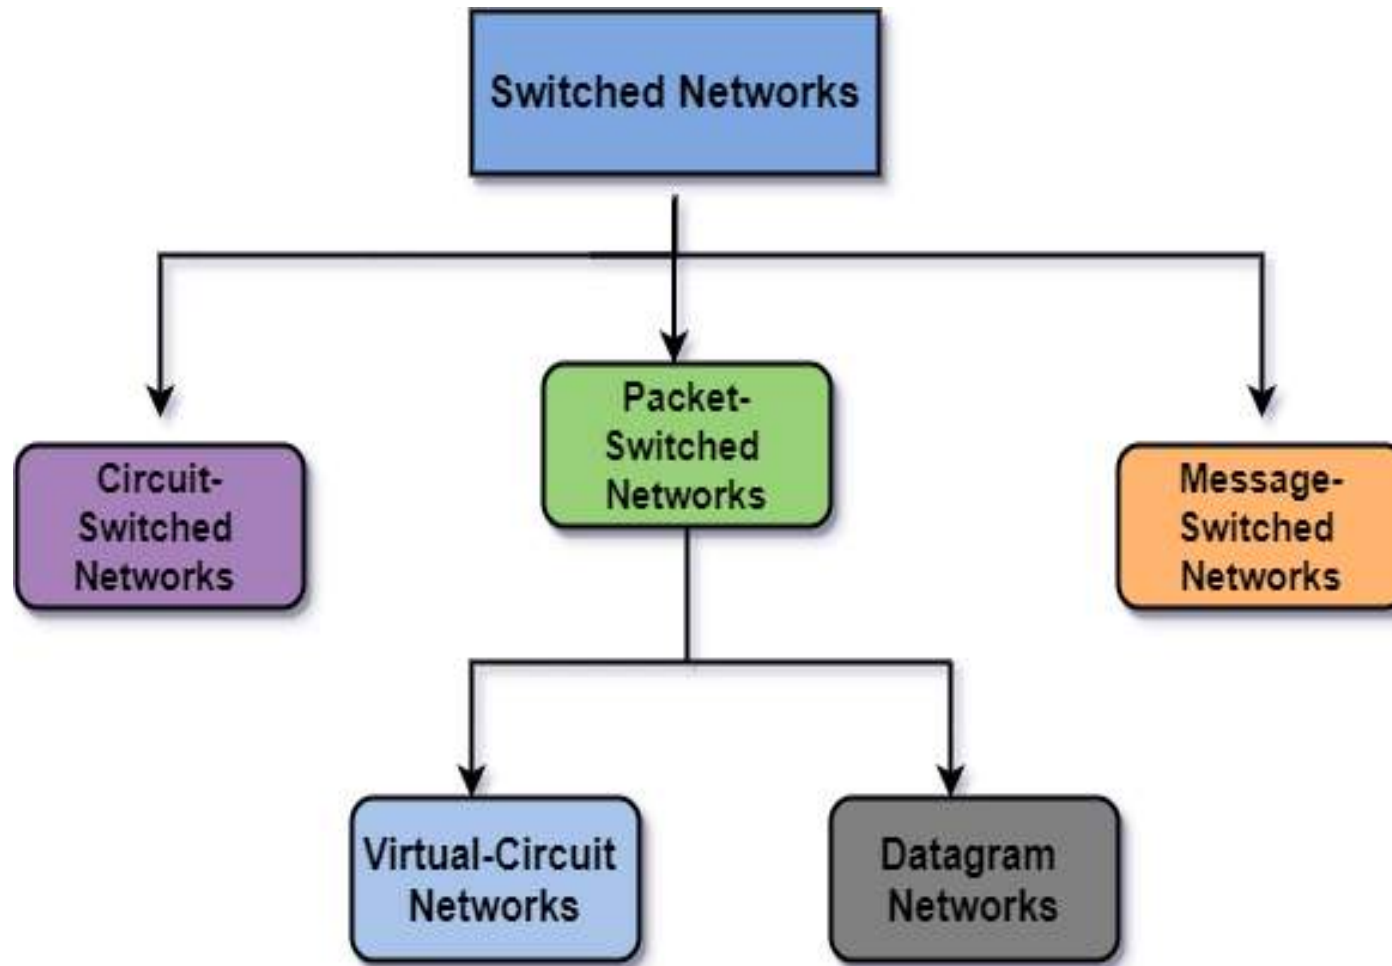 Switched Networks
Packet-
Switched
Networks
Circuit-
Switched
Networks
Message-
Switched
Networks
Virtual-Circuit
Networks
Datagram
Networks